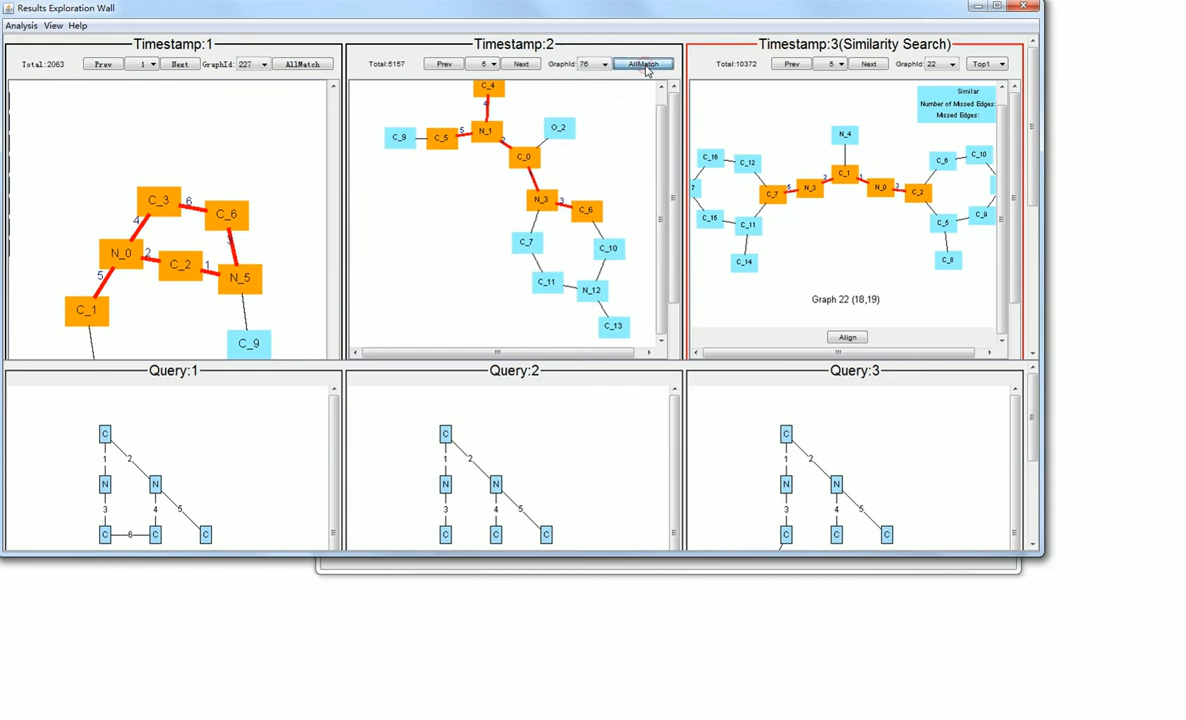 Results Exploration Wall
Analysis View Help
Timestamp:1
Total:2063 Prev 1 Next GraphId: 227 AllMatch
C_3
6
C_6
4
N_0
2
C_2
1
N_5
5
C_1
C_9
Timestamp:2
Total:5157 Prev 5 Next GraphId: 76 AllMatch
C_4
4
C_9
C_5
5
N_1
2
O_2
C_0
N_3
3
C_6
C_7
C_10
C_11
N_12
C_13
Timestamp:3(Similarity Search)
Total:10372 Prev 5 Next GraphId: 22 Top1
Similar
Number of Missed Edges:
Missed Edges:
N_4
C_16
C_12
C_6
C_10
7
C_7
5
N_3
2
C_1
1
N_0
3
C_2
C_15
C_11
C_5
C_9
C_14
C_8
Graph 22 (18,19)
Align
Query:1
C
1
2
N
N
3
4
5
C
6
C
C
Query:2
C
1
2
N
N
3
4
5
C
C
C
Query:3
C
1
2
N
N
3
4
5
C
C
C